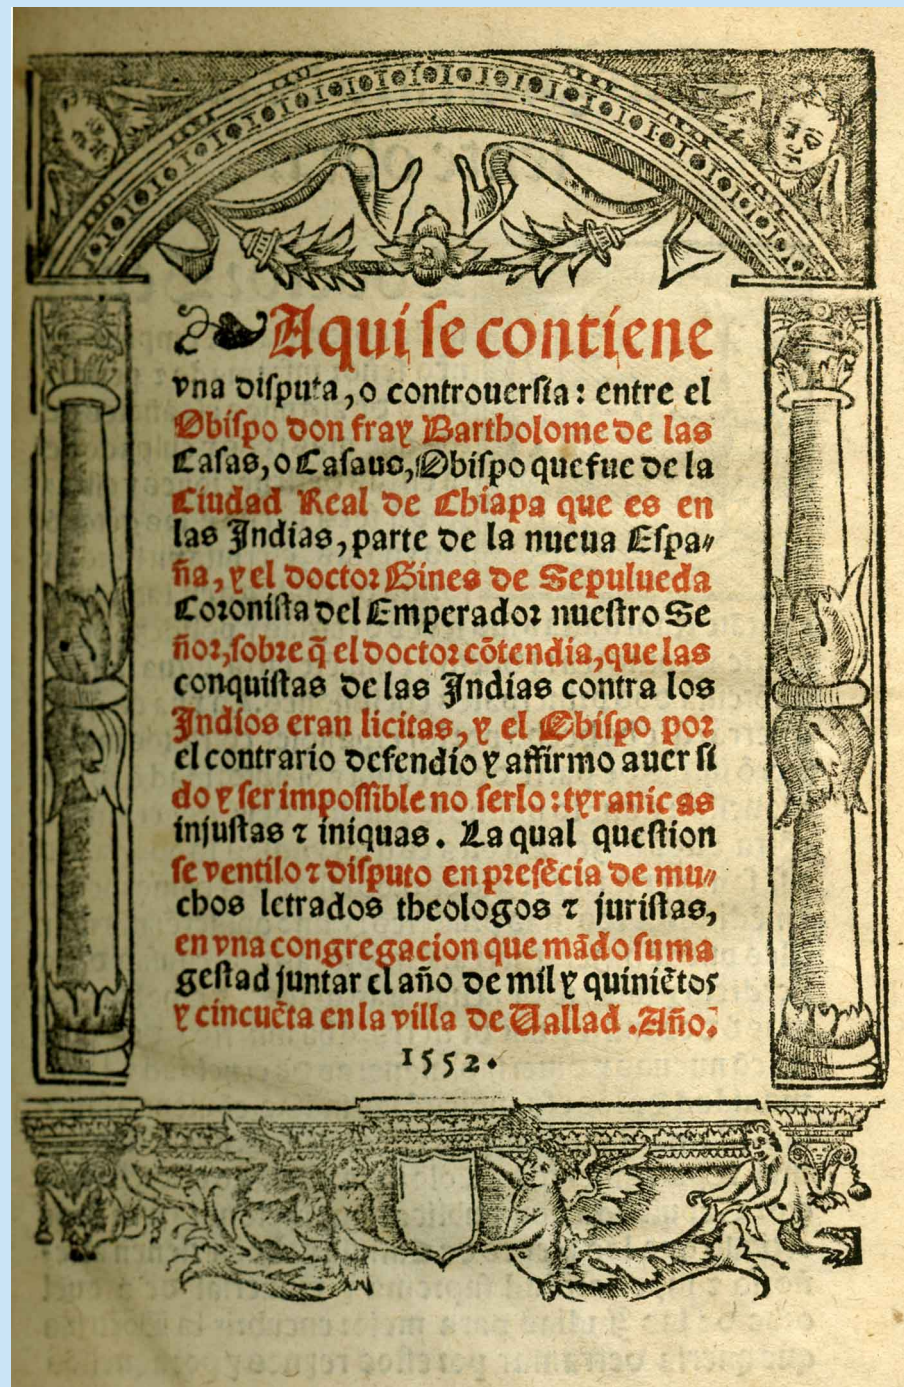 Aqui se contiene
vna disputa, o controuersia: entre el
Obispo don fray Bartholome de las
Casas, o Casaus, Obispo que fue de la
Ciudad Real de Chiapa que es en
las Indias, parte de la nueua Espa⸗
ña, y el doctor Gines de Sepulueda
Coronista del Emperador nuestro Se
ñor, sobre q̄ el doctor cōtendia, que las
conquistas de las Indias contra los
Indios eran licitas, y el Obispo por
el contrario defendio y affirmo auer si
do y ser impossible no serlo: tyranicas
injustas ⁊ iniquas. La qual question
se ventilo ⁊ disputo en presēcia de mu⸗
chos letrados theologos ⁊ juristas,
en vna congregacion que mādo su ma
gestad juntar el año de mil y quiniētos
y cincuēta en la villa de Vallad. Año.
1552.